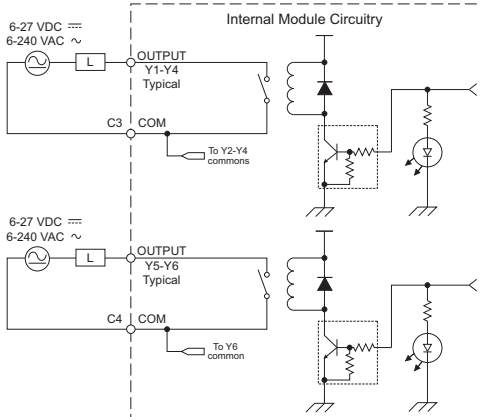 Internal Module Circuitry
6-27 VDC ⎓
6-240 VAC ∿
L
OUTPUT
Y1-Y4
Typical
C3
COM
To Y2-Y4
commons
6-27 VDC ⎓
6-240 VAC ∿
L
OUTPUT
Y5-Y6
Typical
C4
COM
To Y6
common